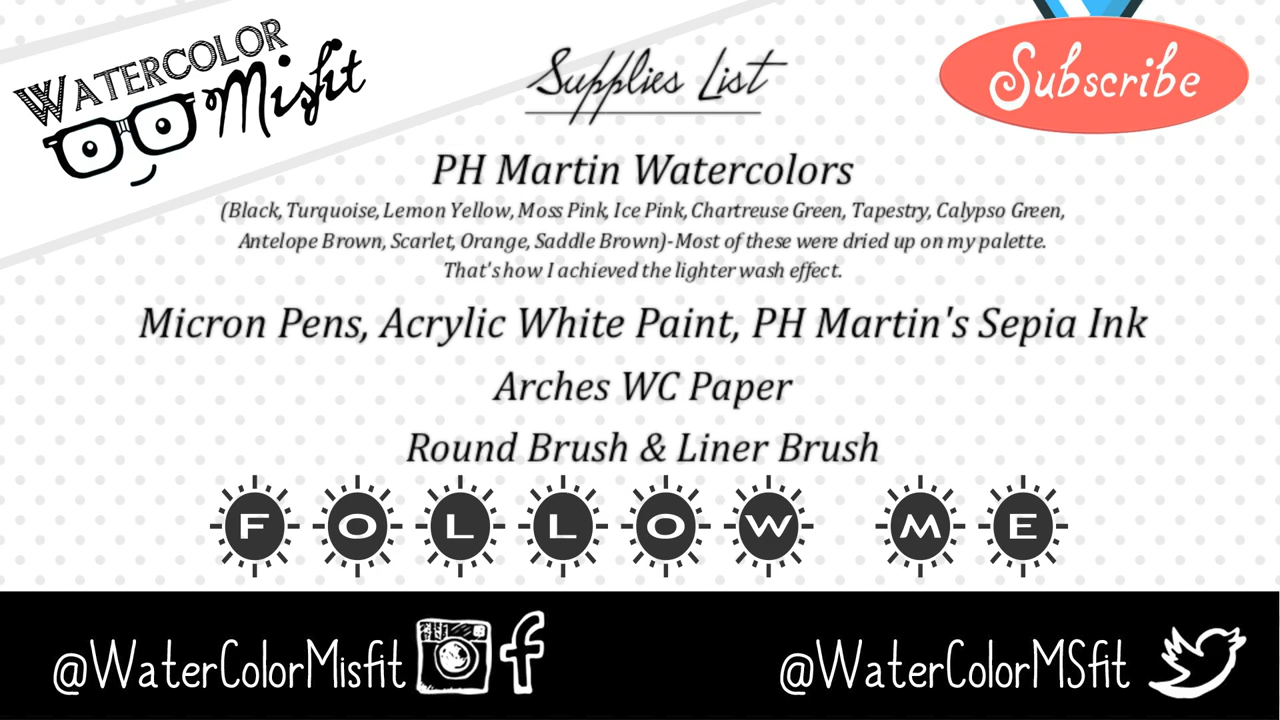 WATERCOLOR
Misfit
Supplies List
Subscribe
PH Martin Watercolors
(Black, Turquoise, Lemon Yellow, Moss Pink, Ice Pink, Chartreuse Green, Tapestry, Calypso Green,
Antelope Brown, Scarlet, Orange, Saddle Brown)-Most of these were dried up on my palette.
That's how I achieved the lighter wash effect.
Micron Pens, Acrylic White Paint, PH Martin's Sepia Ink
Arches WC Paper
Round Brush & Liner Brush
FOLLOW ME
@WaterColorMisfit
@WaterColorMSfit